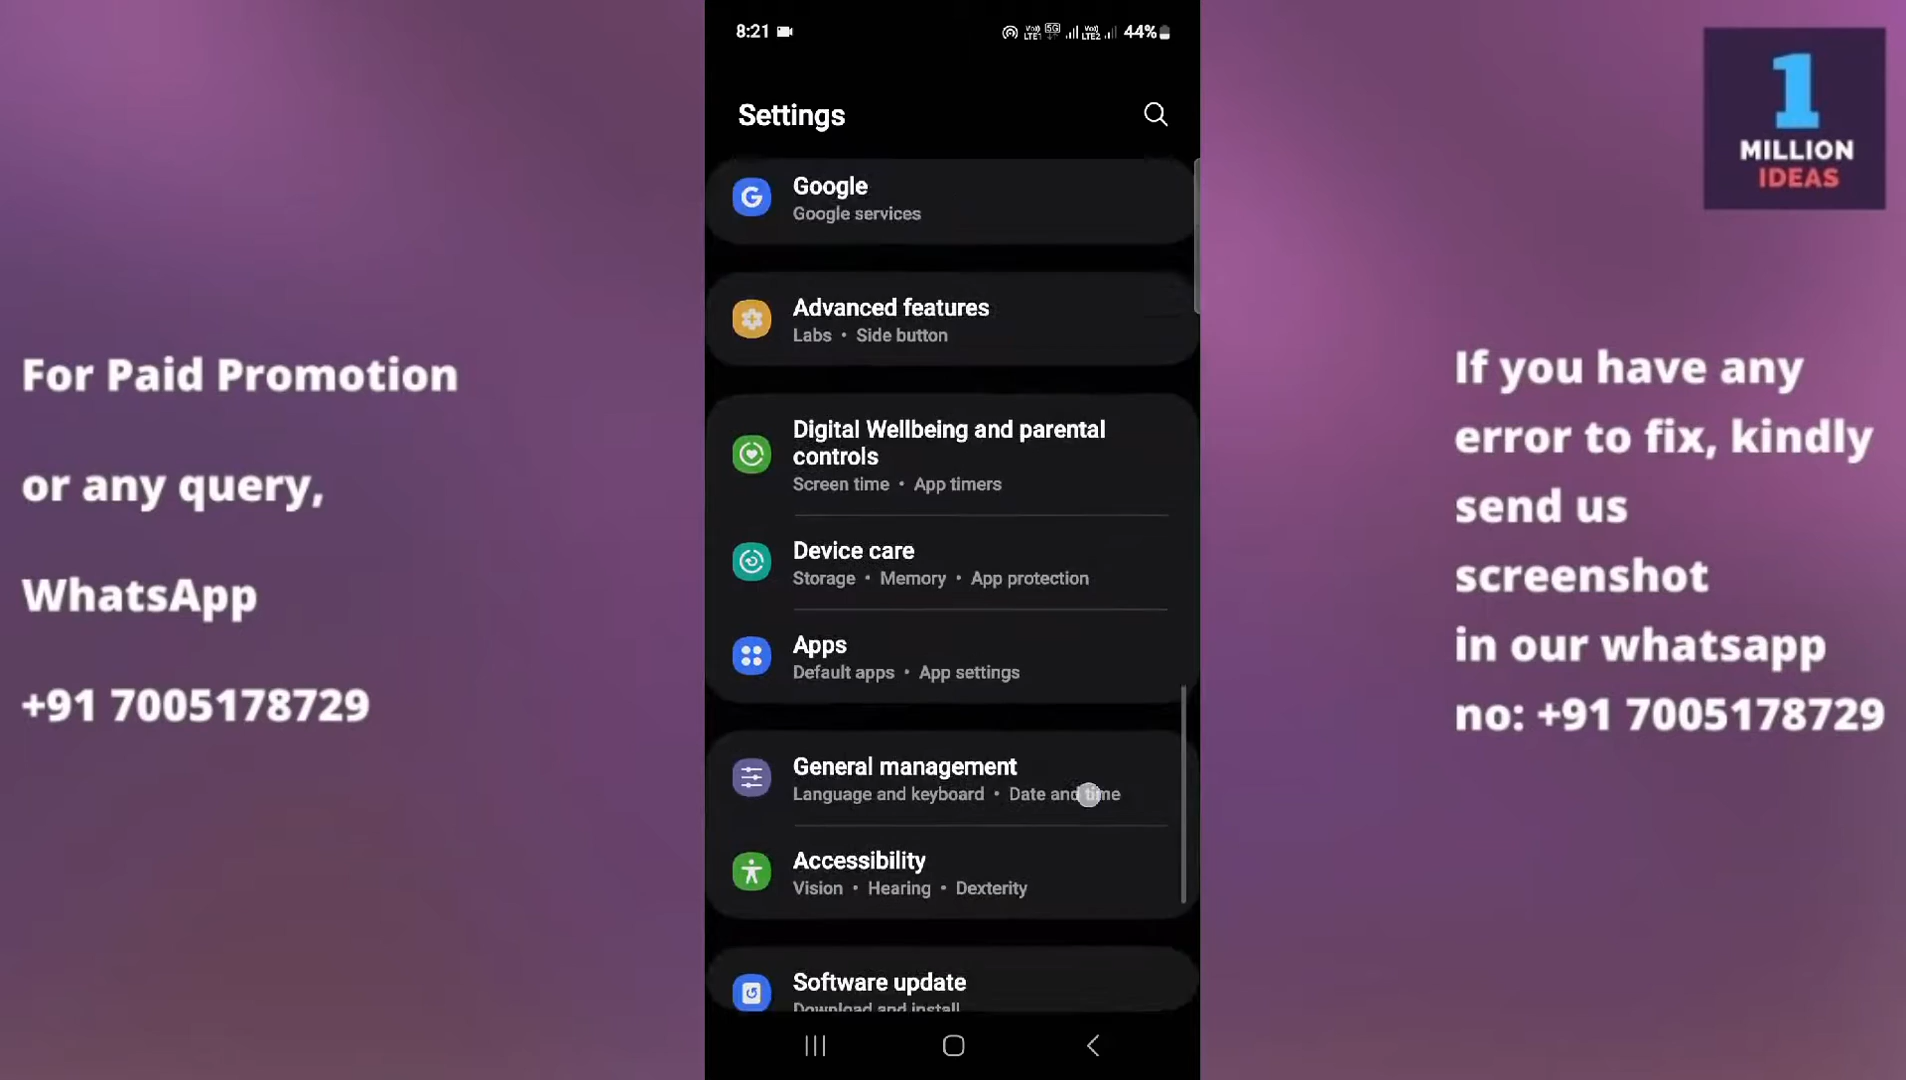 8:21
44%
Settings
Google
Google services
Advanced features
Labs • Side button
Digital Wellbeing and parental
controls
Screen time • App timers
Device care
Storage • Memory • App protection
Apps
Default apps • App settings
General management
Language and keyboard • Date and time
Accessibility
Vision • Hearing • Dexterity
Software update
Download and install
For Paid Promotion
or any query,
WhatsApp
+91 7005178729
1
MILLION
IDEAS
If you have any
error to fix, kindly
send us
screenshot
in our whatsapp
no: +91 7005178729